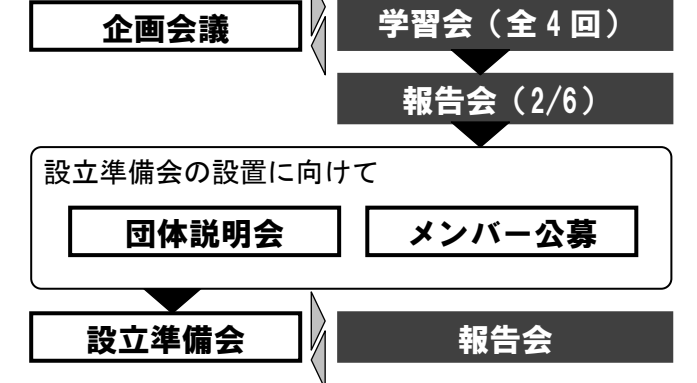 企画会議
学習会（全４回）
報告会（2/6）
設立準備会の設置に向けて
団体説明会
メンバー公募
設立準備会
報告会